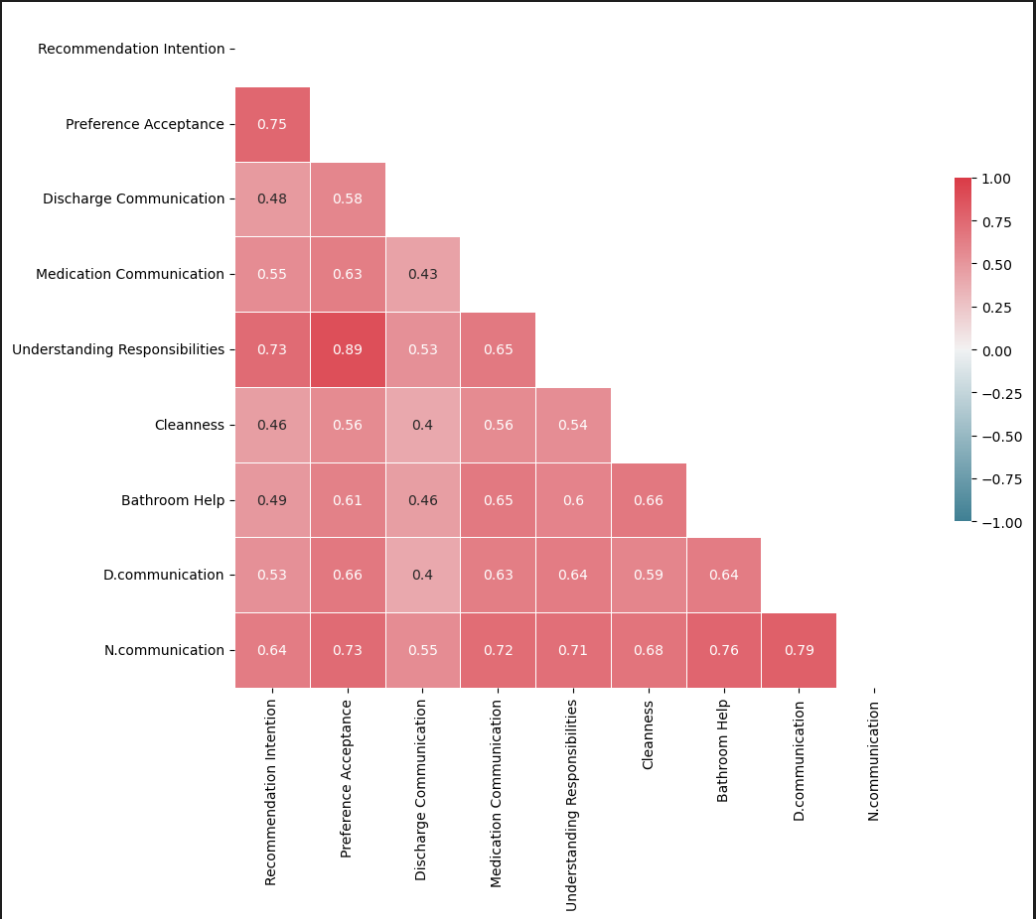 Recommendation Intention
Preference Acceptance 0.75
Discharge Communication 0.48 0.58
1.00
Medication Communication 0.55 0.63 0.43
0.75
0.50
0.25
Understanding Responsibilities 0.73 0.89 0.53 0.65
0.00
−0.25
Cleanness 0.46 0.56 0.4 0.56 0.54
−0.50
−0.75
Bathroom Help 0.49 0.61 0.46 0.65 0.6 0.66
−1.00
D.communication 0.53 0.66 0.4 0.63 0.64 0.59 0.64
N.communication 0.64 0.73 0.55 0.72 0.71 0.68 0.76 0.79
Recommendation Intention
Preference Acceptance
Discharge Communication
Medication Communication
Understanding Responsibilities
Cleanness
Bathroom Help
D.communication
N.communication